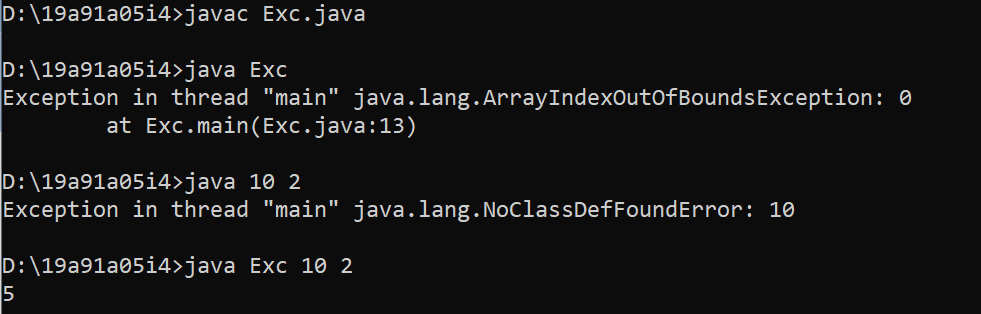 D:\19a91a05i4>javac Exc.java
D:\19a91a05i4>java Exc
Exception in thread "main" java.lang.ArrayIndexOutOfBoundsException: 0
        at Exc.main(Exc.java:13)
D:\19a91a05i4>java 10 2
Exception in thread "main" java.lang.NoClassDefFoundError: 10
D:\19a91a05i4>java Exc 10 2
5